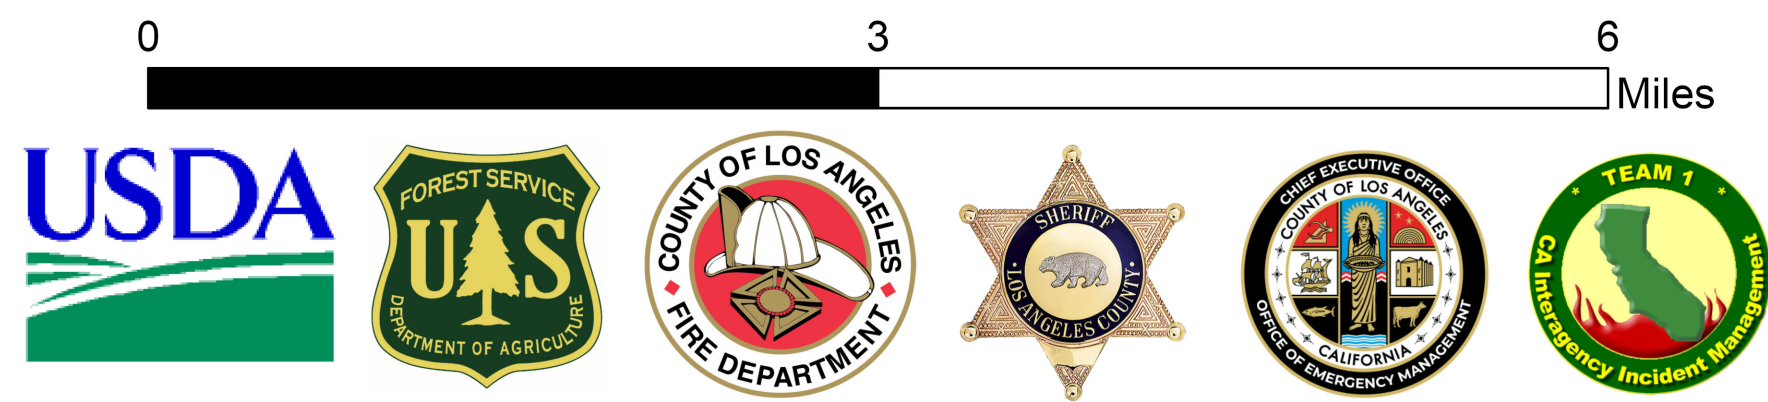 0 3 6
Miles
USDA
FOREST SERVICE
U S
DEPARTMENT OF AGRICULTURE
COUNTY OF LOS ANGELES
FIRE DEPARTMENT
SHERIFF
LOS ANGELES COUNTY
CHIEF EXECUTIVE OFFICE
COUNTY OF LOS ANGELES
CALIFORNIA
OFFICE OF EMERGENCY MANAGEMENT
TEAM 1
CA Interagency Incident Management